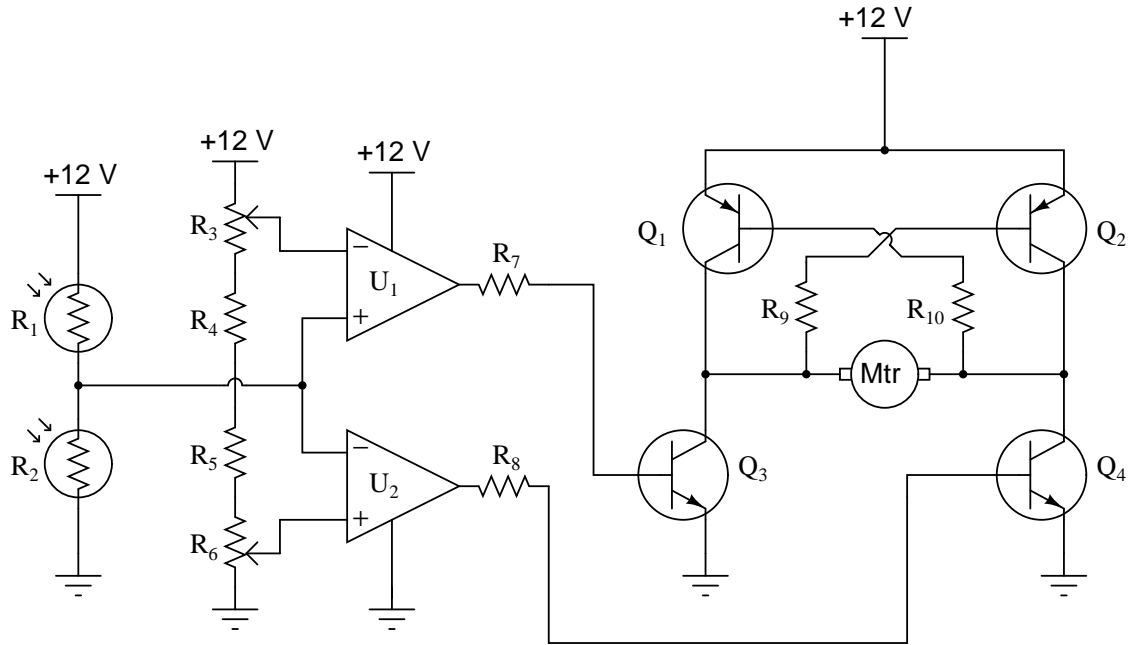 +12 V
+12 V
+12 V
+12 V
R3
Q1
Q2
R7
U1
R1
R4
R9
R10
Mtr
R8
R5
R2
U2
Q3
Q4
R6